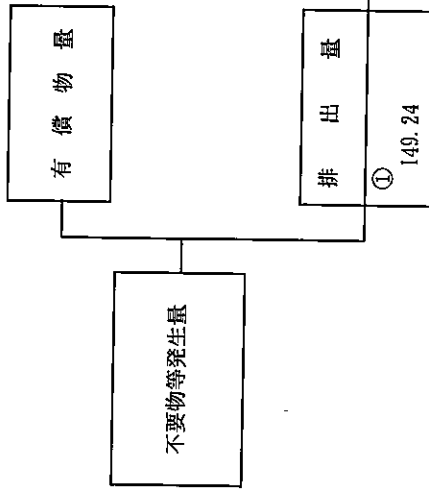 有償物量
不要物等発生量
排出量
①
149.24